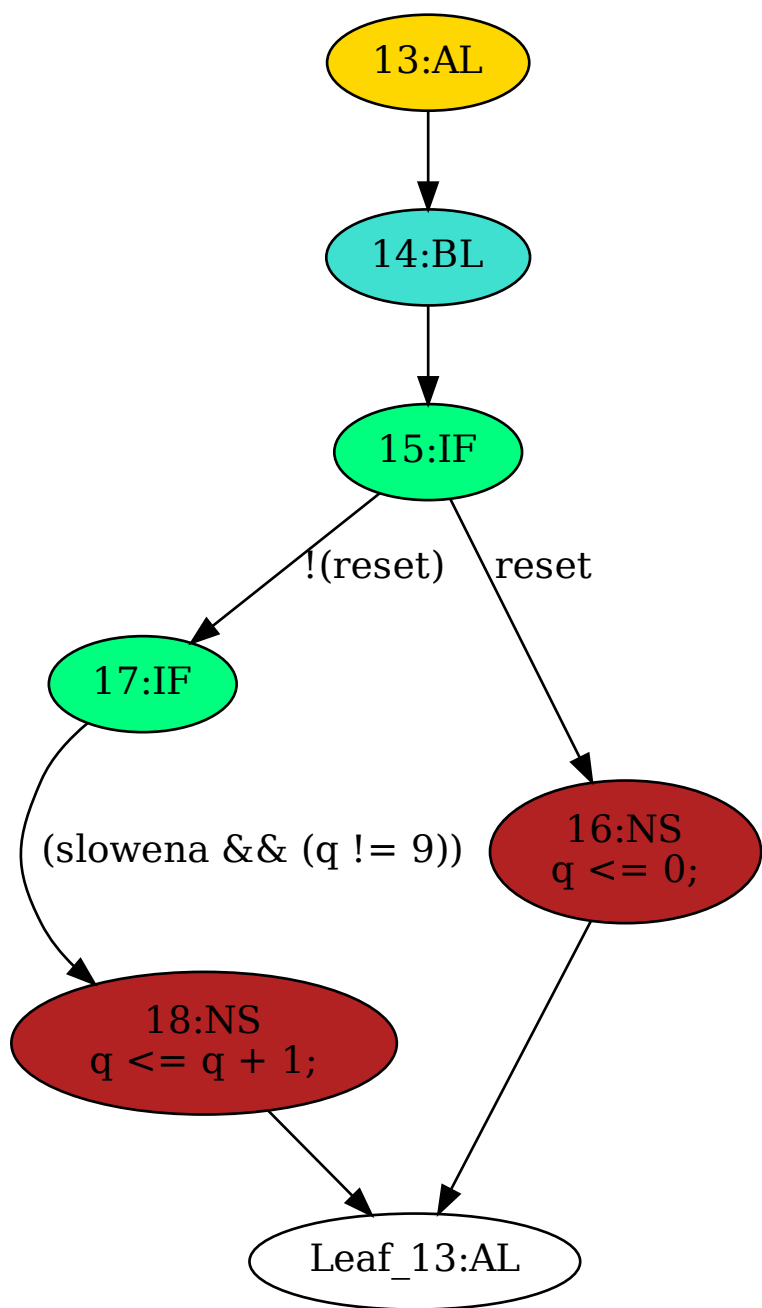 13:AL
14:BL
15:IF
!(reset)
reset
17:IF
(slowena && (q != 9))
16:NS
q <= 0;
18:NS
q <= q + 1;
Leaf_13:AL